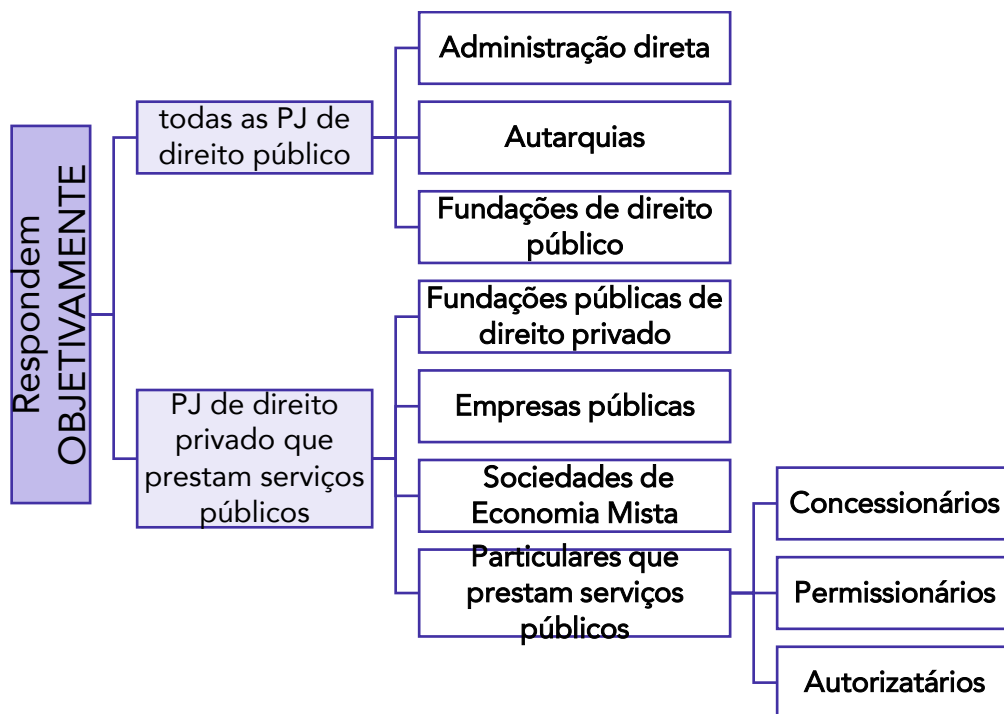 Respondem
OBJETIVAMENTE
todas as PJ de
direito público
Administração direta
Autarquias
Fundações de direito
público
PJ de direito
privado que
prestam serviços
públicos
Fundações públicas de
direito privado
Empresas públicas
Sociedades de
Economia Mista
Particulares que
prestam serviços
públicos
Concessionários
Permissionários
Autorizatários